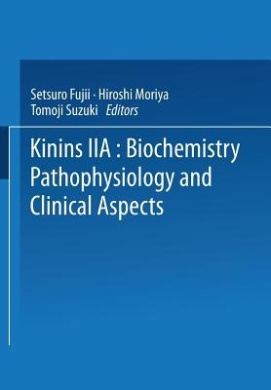 Setsuro Fujii · Hiroshi Moriya
Tomoji Suzuki Editors
Kinins IIA : Biochemistry
Pathophysiology and
Clinical Aspects